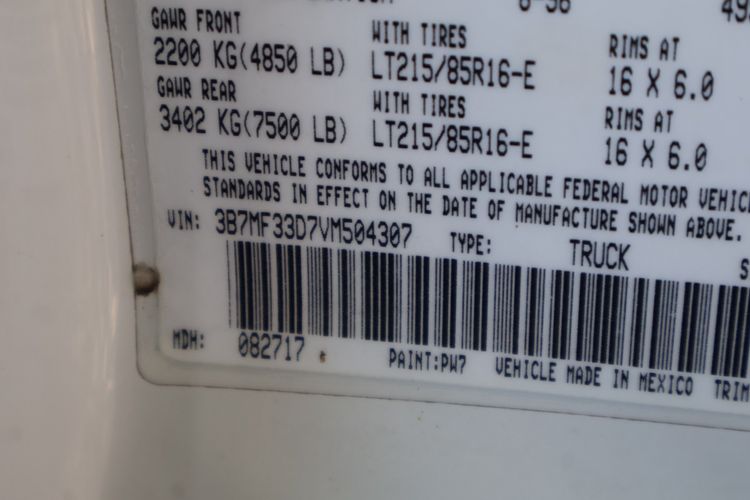 GAWR FRONT WITH TIRES RIMS AT
2200 KG(4850 LB) LT215/85R16-E 16 X 6.0
GAWR REAR WITH TIRES RIMS AT
3402 KG(7500 LB) LT215/85R16-E 16 X 6.0
THIS VEHICLE CONFORMS TO ALL APPLICABLE FEDERAL MOTOR VEHIC
STANDARDS IN EFFECT ON THE DATE OF MANUFACTURE SHOWN ABOVE.
VIN: 3B7MF33D7VM504307 TYPE: TRUCK S
MDH: 082717 PAINT:PW7 VEHICLE MADE IN MEXICO TRIM